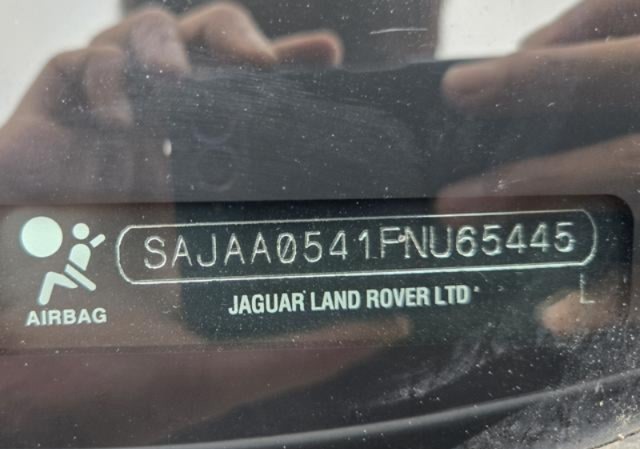 SAJAA0541FNU65445
AIRBAG
JAGUAR LAND ROVER LTD
L